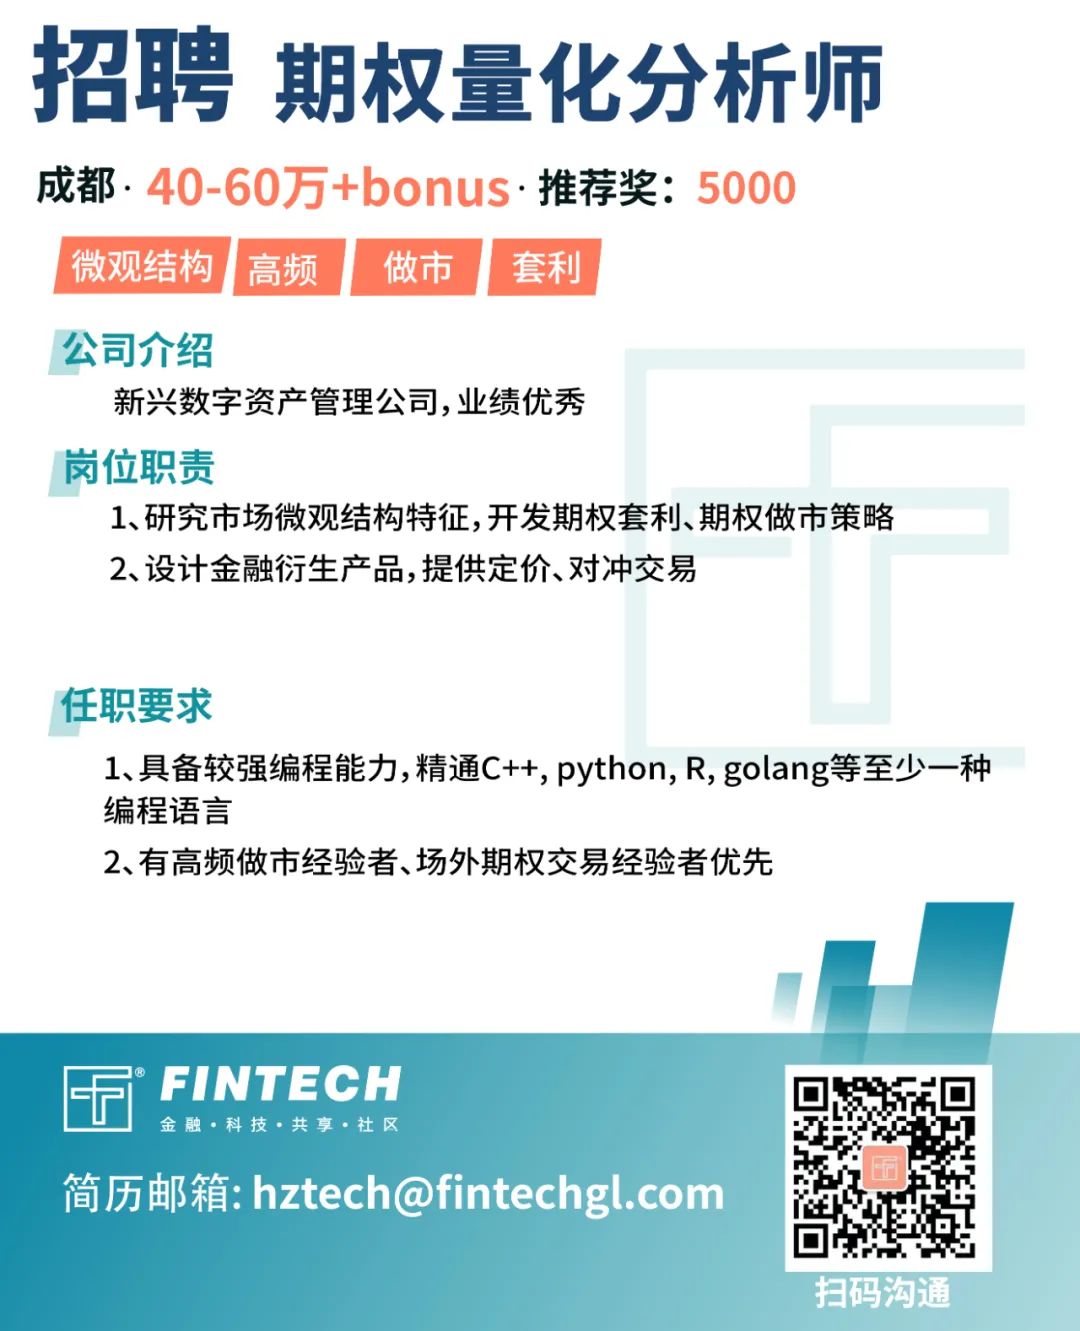 招聘 期权量化分析师
成都· 40-60万+bonus ·推荐奖：5000
微观结构 高频 做市 套利
公司介绍
新兴数字资产管理公司，业绩优秀
岗位职责
1、研究市场微观结构特征，开发期权套利、期权做市策略
2、设计金融衍生产品，提供定价、对冲交易
任职要求
1、具备较强编程能力，精通C++, python, R, golang等至少一种
编程语言
2、有高频做市经验者、场外期权交易经验者优先
® FINTECH
金融·科技·共享·社区
简历邮箱: hztech@fintechgl.com
扫码沟通